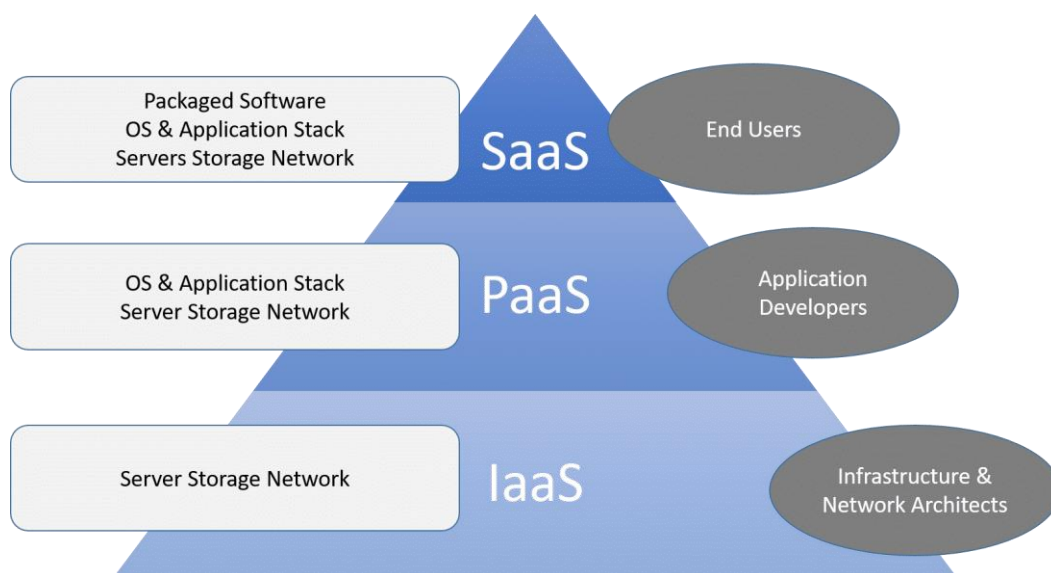 Packaged Software
OS & Application Stack
Servers Storage Network
SaaS
End Users
OS & Application Stack
Server Storage Network
PaaS
Application
Developers
Server Storage Network
IaaS
Infrastructure &
Network Architects